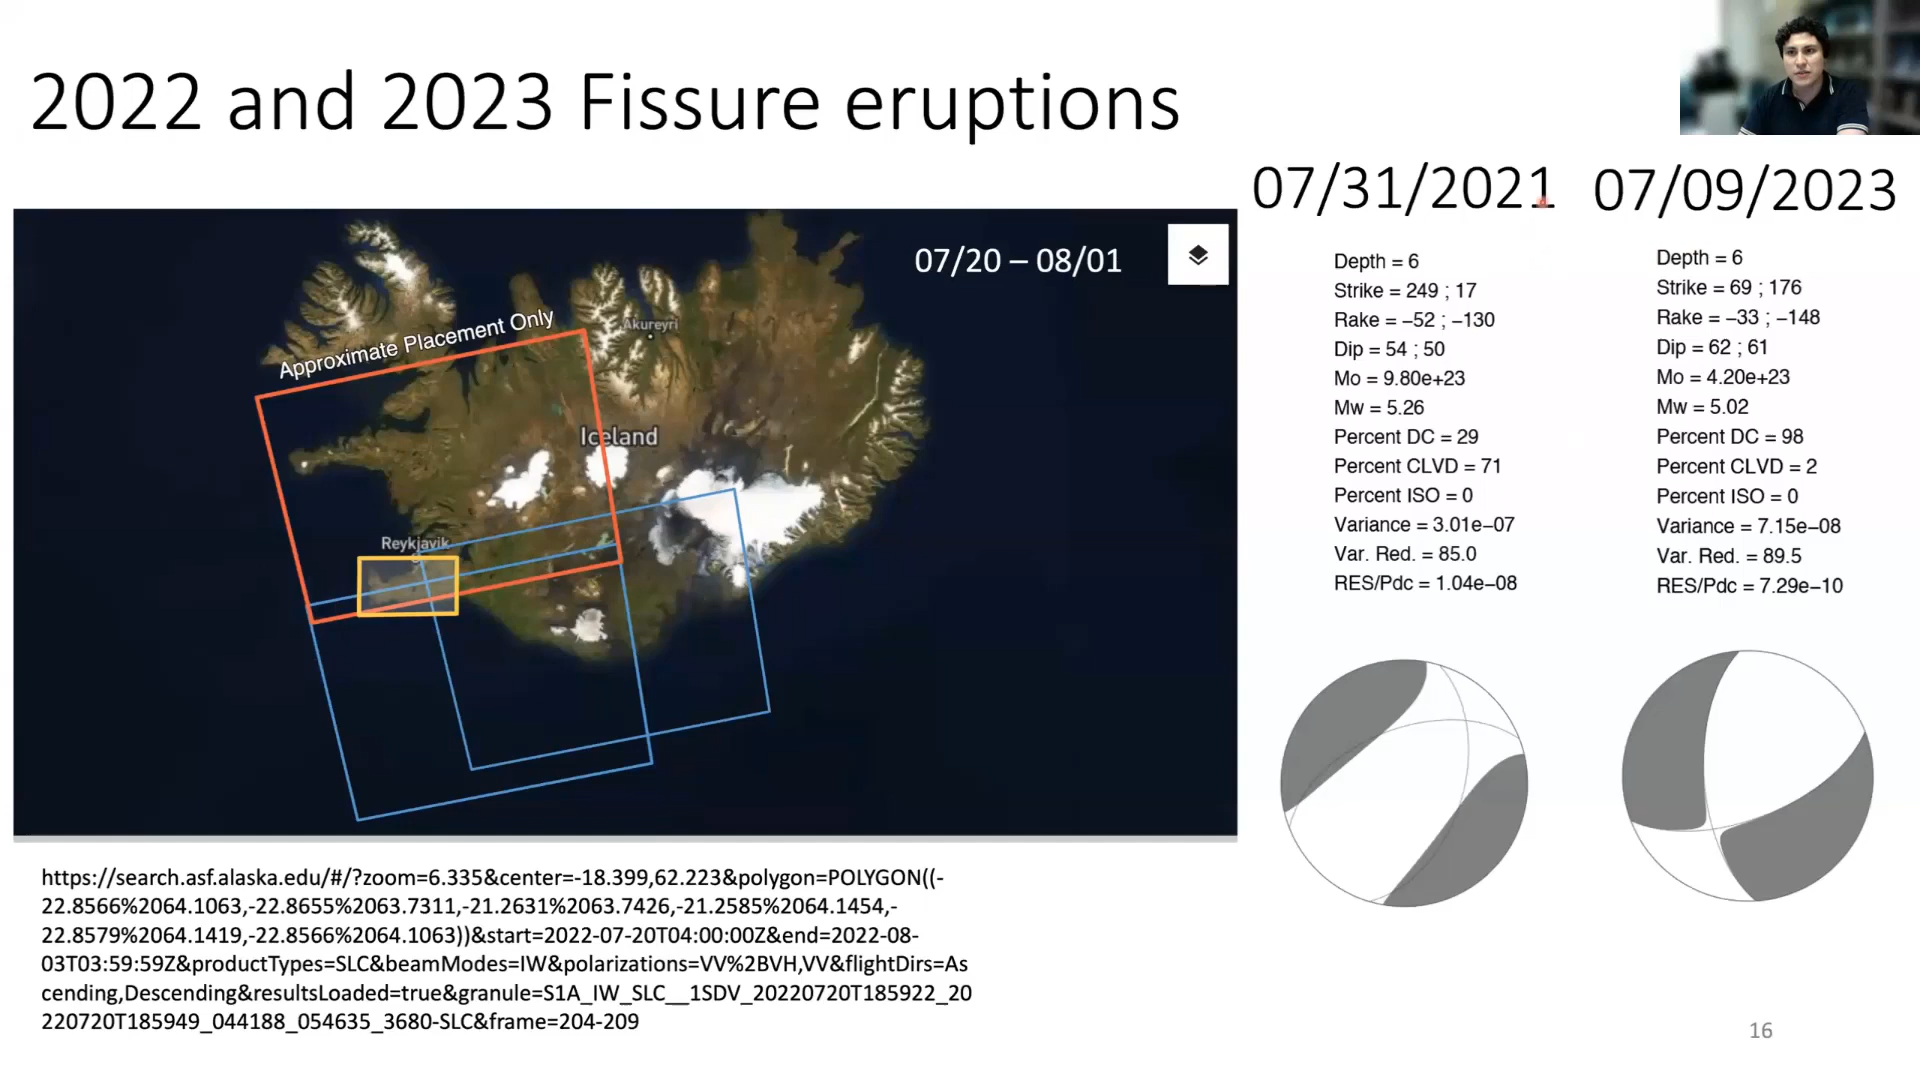 2022 and 2023 Fissure eruptions
07/31/2021
07/09/2023
07/20 – 08/01
Approximate Placement Only
Akureyri
Iceland
Reykjavik
Depth = 6
Strike = 249 ; 17
Rake = −52 ; −130
Dip = 54 ; 50
Mo = 9.80e+23
Mw = 5.26
Percent DC = 29
Percent CLVD = 71
Percent ISO = 0
Variance = 3.01e−07
Var. Red. = 85.0
RES/Pdc = 1.04e−08
Depth = 6
Strike = 69 ; 176
Rake = −33 ; −148
Dip = 62 ; 61
Mo = 4.20e+23
Mw = 5.02
Percent DC = 98
Percent CLVD = 2
Percent ISO = 0
Variance = 7.15e−08
Var. Red. = 89.5
RES/Pdc = 7.29e−10
https://search.asf.alaska.edu/#/?zoom=6.335&center=-18.399,62.223&polygon=POLYGON((-
22.8566%2064.1063,-22.8655%2063.7311,-21.2631%2063.7426,-21.2585%2064.1454,-
22.8579%2064.1419,-22.8566%2064.1063))&start=2022-07-20T04:00:00Z&end=2022-08-
03T03:59:59Z&productTypes=SLC&beamModes=IW&polarizations=VV%2BVH,VV&flightDirs=As
cending,Descending&resultsLoaded=true&granule=S1A_IW_SLC__1SDV_20220720T185922_20
220720T185949_044188_054635_3680-SLC&frame=204-209
16